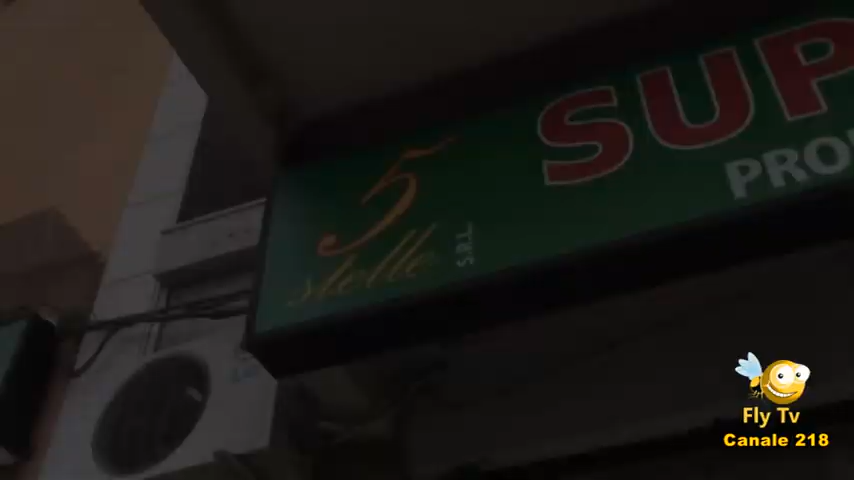 5
stelle
S.R.L.
SUP
PRO
Fly Tv
Canale 218